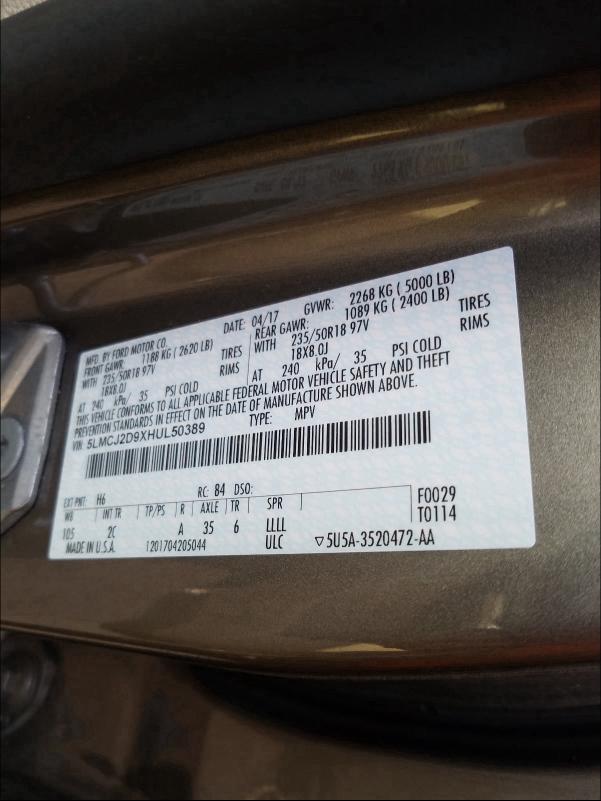 MFD. BY FORD MOTOR CO. DATE: 04/17 GVWR: 2268 KG ( 5000 LB)
FRONT GAWR: 1188 KG ( 2620 LB) REAR GAWR: 1089 KG ( 2400 LB)
WITH 235/50R18 97V TIRES WITH 235/50R18 97V TIRES
18X8.0J RIMS 18X8.0J RIMS
AT 240 kPa/ 35 PSI COLD AT 240 kPa/ 35 PSI COLD
THIS VEHICLE CONFORMS TO ALL APPLICABLE FEDERAL MOTOR VEHICLE SAFETY AND THEFT
PREVENTION STANDARDS IN EFFECT ON THE DATE OF MANUFACTURE SHOWN ABOVE.
VIN: 5LMCJ2D9XHUL50389 TYPE: MPV
EXT PNT: H6 RC: 84 DSO: F0029
WB INT TR TP/PS R AXLE TR SPR T0114
105 2C A 35 6 LLLL
MADE IN U.S.A. 1201704205044 ULC ▽5U5A-3520472-AA